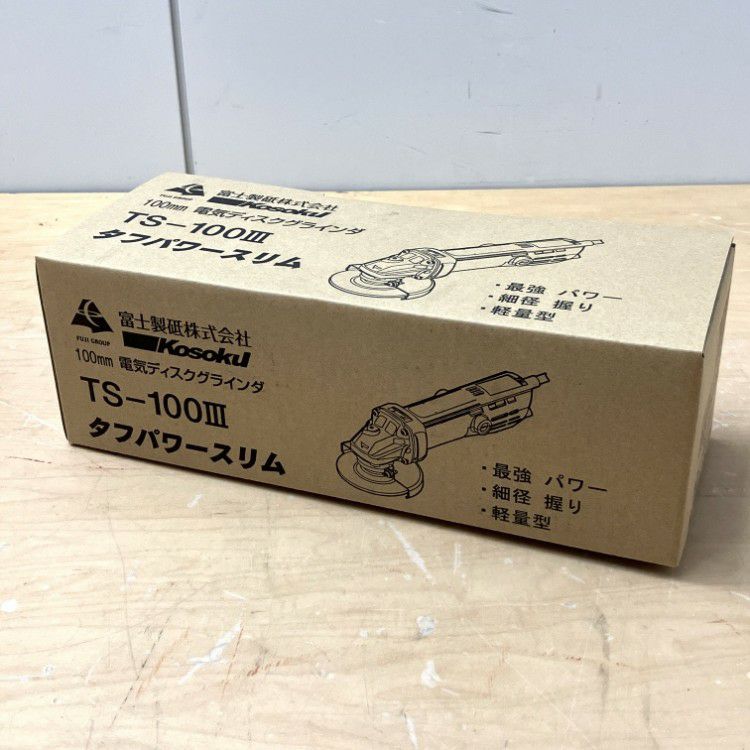 FUJI GROUP
富士製砥株式会社
Kosoku
100mm 電気ディスクグラインダ
TS-100III
タフパワースリム
・最強 パワー
・細径 握り
・軽量型
FUJI GROUP
富士製砥株式会社
Kosoku
100mm 電気ディスクグラインダ
TS-100III
タフパワースリム
・最強 パワー
・細径 握り
・軽量型